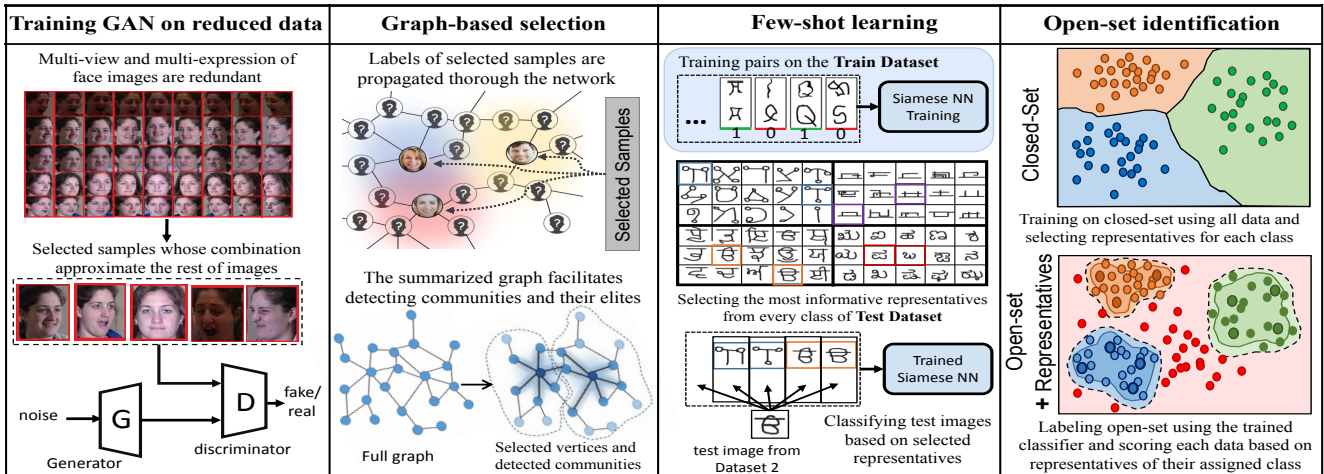 Training GAN on reduced data
Multi-view and multi-expression of
face images are redundant
Selected samples whose combination
approximate the rest of images
noise
G
Generator
D
discriminator
fake/
real
Graph-based selection
Labels of selected samples are
propagated thorough the network
? ? ? ? ? ? ? ? ? ? ? ? ? ? ? ?
Selected Samples
The summarized graph facilitates
detecting communities and their elites
Full graph
Selected vertices and
detected communities
Few-shot learning
Training pairs on the Train Dataset
...
1 0 1 0
Siamese NN
Training
Selecting the most informative representatives
from every class of Test Dataset
Trained
Siamese NN
test image from
Dataset 2
Classifying test images
based on selected
representatives
Open-set identification
Closed-Set
Training on closed-set using all data and
selecting representatives for each class
Open-set
+ Representatives
Labeling open-set using the trained
classifier and scoring each data based on
representatives of their assigned class